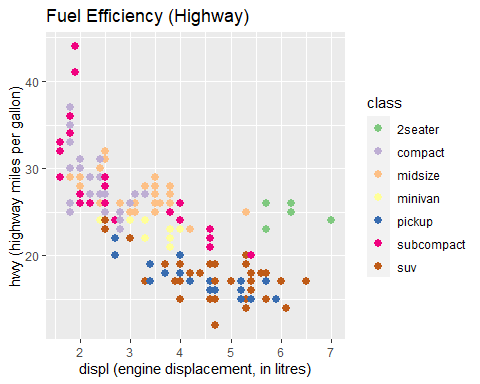 Fuel Efficiency (Highway)
hwy (highway miles per gallon)
40
30
20
2
3
4
5
6
7
displ (engine displacement, in litres)
class
2seater
compact
midsize
minivan
pickup
subcompact
suv